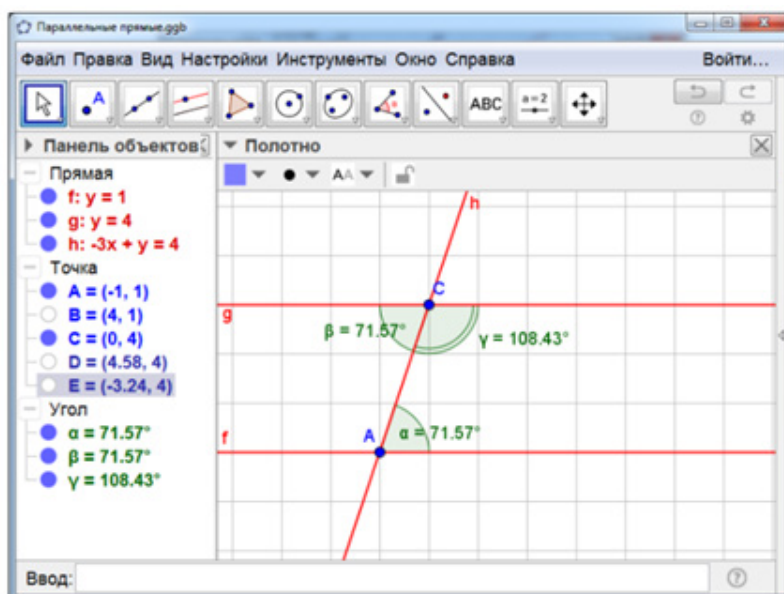 Параллельные прямые.ggb
Файл Правка Вид Настройки Инструменты Окно Справка Войти...
A ABC a=2
Панель объектов Полотно
AA
Прямая
f: y = 1
g: y = 4
h: -3x + y = 4
Точка
A = (-1, 1)
B = (4, 1)
C = (0, 4)
D = (4.58, 4)
E = (-3.24, 4)
Угол
α = 71.57°
β = 71.57°
γ = 108.43°
h
C
g
β = 71.57°
γ = 108.43°
f
A
α = 71.57°
Ввод: